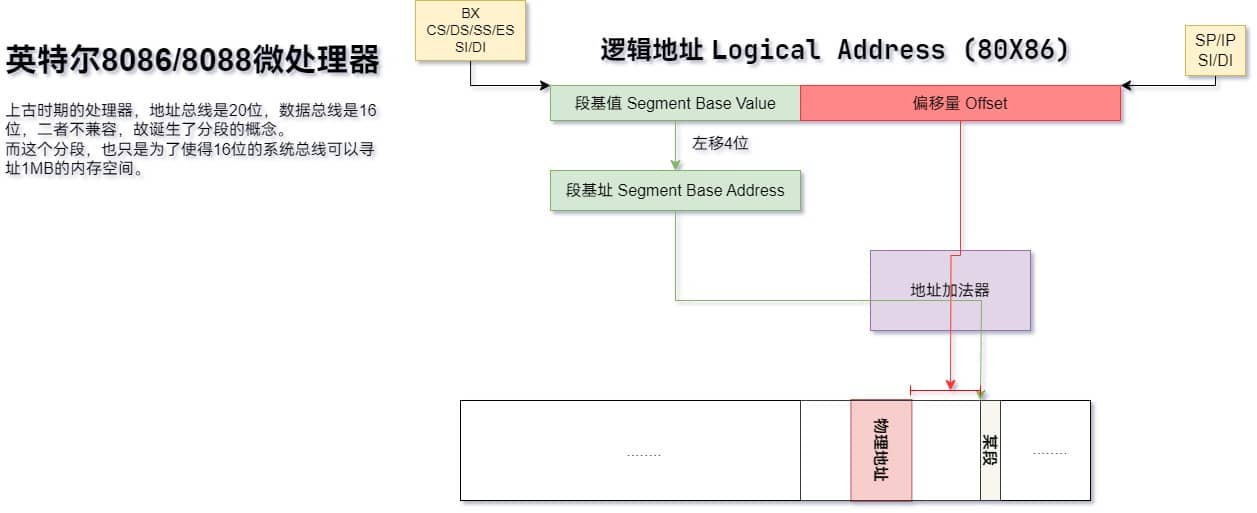 英特尔8086/8088微处理器
上古时期的处理器，地址总线是20位，数据总线是16
位，二者不兼容，故诞生了分段的概念。
而这个分段，也只是为了使得16位的系统总线可以寻
址1MB的内存空间。
BX
CS/DS/SS/ES
SI/DI
逻辑地址 Logical Address (80X86)
SP/IP
SI/DI
段基值 Segment Base Value
偏移量 Offset
左移4位
段基址 Segment Base Address
地址加法器
........
物理地址
某段
........